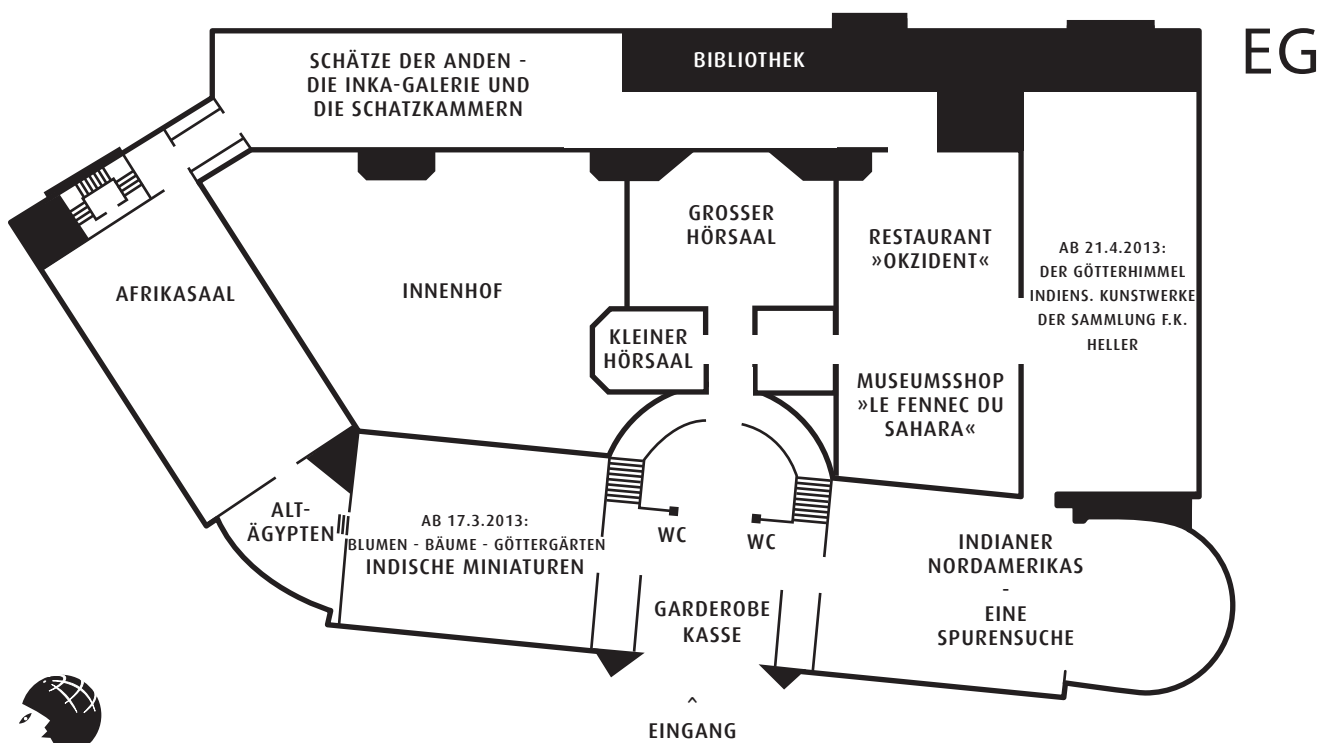 EG
SCHÄTZE DER ANDEN -
DIE INKA-GALERIE UND
DIE SCHATZKAMMERN
BIBLIOTHEK
GROSSER
HÖRSAAL
RESTAURANT
»OKZIDENT«
AB 21.4.2013:
DER GÖTTERHIMMEL
INDIENS. KUNSTWERKE
DER SAMMLUNG F.K.
HELLER
AFRIKASAAL
INNENHOF
KLEINER
HÖRSAAL
MUSEUMSSHOP
»LE FENNEC DU
SAHARA«
ALT-
ÄGYPTEN
AB 17.3.2013:
BLUMEN - BÄUME - GÖTTERGÄRTEN
INDISCHE MINIATUREN
WC
WC
INDIANER
NORDAMERIKAS
-
EINE
SPURENSUCHE
GARDEROBE
KASSE
^
EINGANG